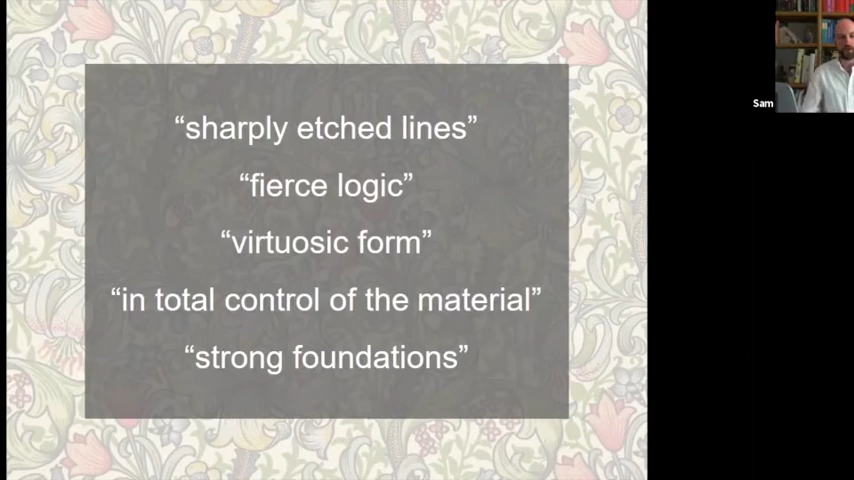 “sharply etched lines”
“fierce logic”
“virtuosic form”
“in total control of the material”
“strong foundations”
Sam